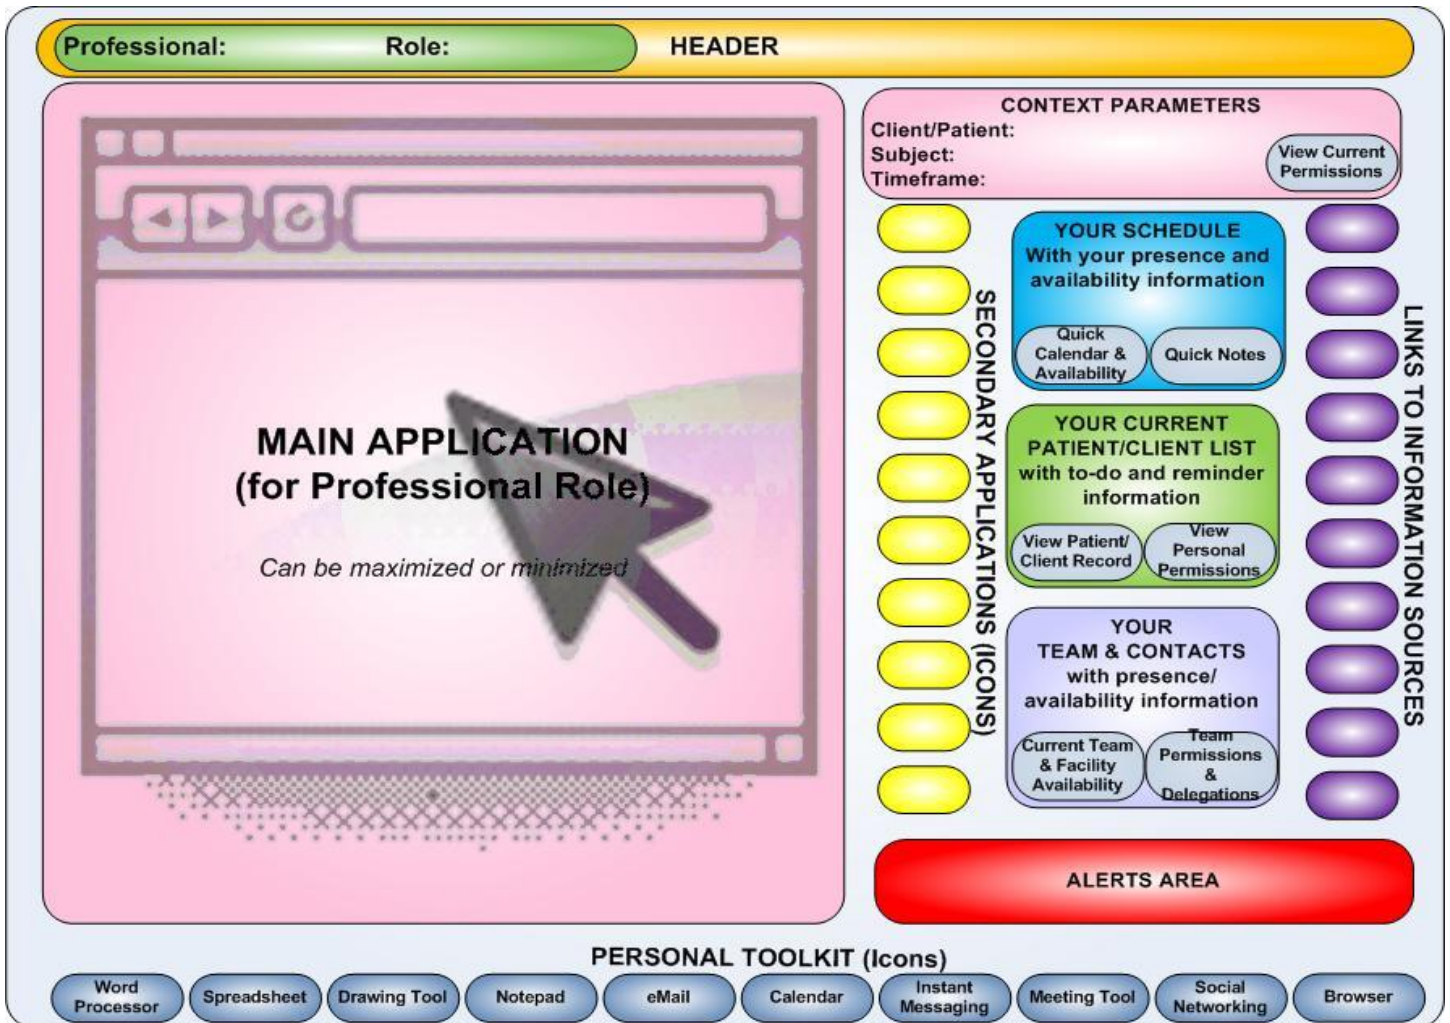 Professional: Role: HEADER
MAIN APPLICATION
(for Professional Role)
Can be maximized or minimized
CONTEXT PARAMETERS
Client/Patient:
Subject:
Timeframe:
View Current
Permissions
SECONDARY APPLICATIONS (ICONS)
YOUR SCHEDULE
With your presence and
availability information
Quick
Calendar &
Availability
Quick Notes
YOUR CURRENT
PATIENT/CLIENT LIST
with to-do and reminder
information
View Patient/
Client Record
View
Personal
Permissions
YOUR
TEAM & CONTACTS
with presence/
availability information
Current Team
& Facility
Availability
Team
Permissions
&
Delegations
LINKS TO INFORMATION SOURCES
ALERTS AREA
PERSONAL TOOLKIT (Icons)
Word
Processor
Spreadsheet
Drawing Tool
Notepad
eMail
Calendar
Instant
Messaging
Meeting Tool
Social
Networking
Browser